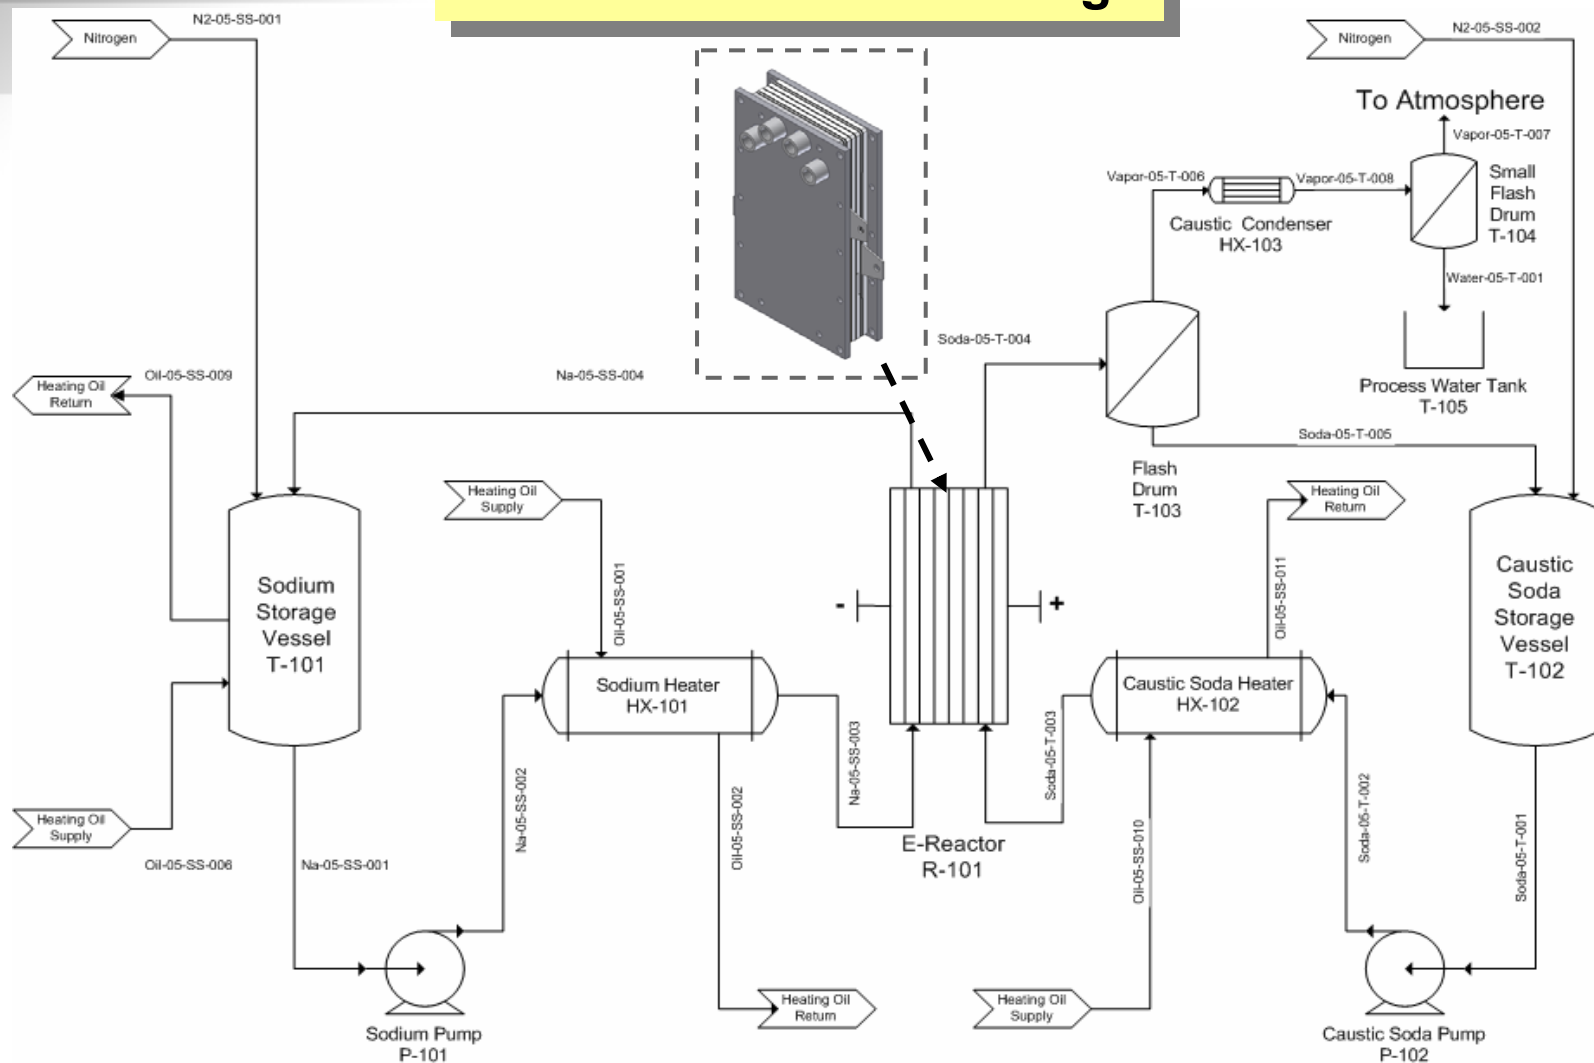 N2-05-SS-001
Nitrogen
N2-05-SS-002
Nitrogen
To Atmosphere
Vapor-05-T-007
Vapor-05-T-006
Vapor-05-T-008
Small
Flash
Drum
T-104
Caustic Condenser
HX-103
Water-05-T-001
Soda-05-T-004
Process Water Tank
T-105
Oil-05-SS-009
Heating Oil
Return
Na-05-SS-004
Soda-05-T-005
Flash
Drum
T-103
Heating Oil
Supply
Heating Oil
Return
Sodium
Storage
Vessel
T-101
Oil-05-SS-001
-
+
Oil-05-SS-011
Caustic
Soda
Storage
Vessel
T-102
Sodium Heater
HX-101
Caustic Soda Heater
HX-102
Na-05-SS-003
Soda-05-T-003
Na-05-SS-002
Oil-05-SS-002
Heating Oil
Supply
Oil-05-SS-006
Na-05-SS-001
E-Reactor
R-101
Oil-05-SS-010
Soda-05-T-002
Soda-05-T-001
Heating Oil
Return
Heating Oil
Supply
Sodium Pump
P-101
Caustic Soda Pump
P-102